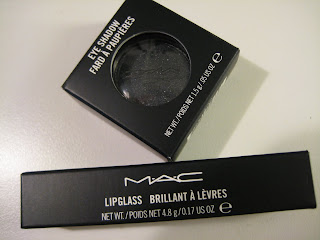 EYE SHADOW
FARD À PAUPIÈRES
NET WT./POIDS NET 1.5 g/.05 US OZ e
MAC
LIPGLASS BRILLANT À LÈVRES
NET WT./POIDS NET 4.8 g/0.17 US OZ e